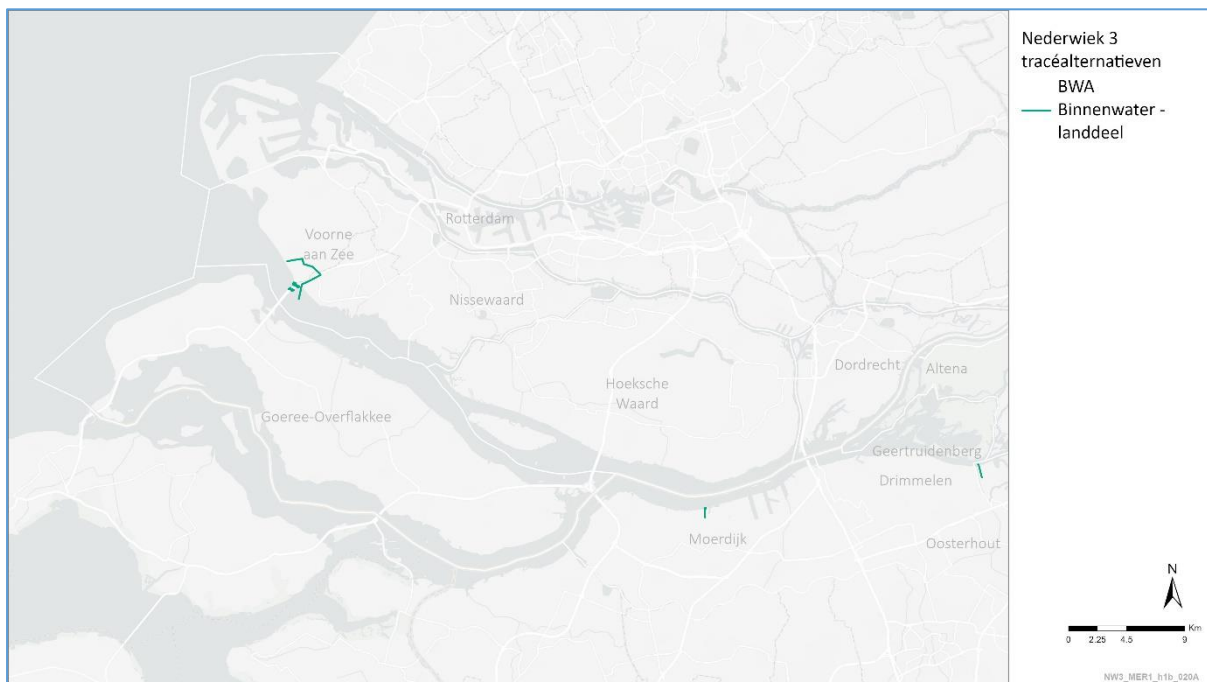 Nederwiek 3
tracéalternatieven
BWA
Binnenwater -
landdeel
Rotterdam
Voorne
aan Zee
Nissewaard
Hoeksche
Waard
Dordrecht
Altena
Goeree-Overflakkee
Geertruidenberg
Drimmelen
Moerdijk
Oosterhout
N
Km
0 2.25 4.5 9
NW3_MER1_h1b_020A